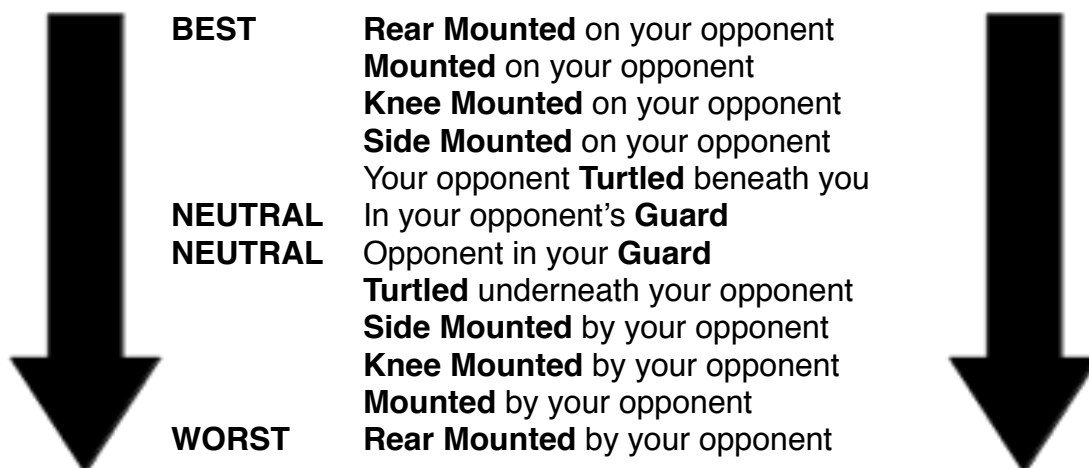 BEST Rear Mounted on your opponent
Mounted on your opponent
Knee Mounted on your opponent
Side Mounted on your opponent
Your opponent Turtled beneath you
NEUTRAL In your opponent’s Guard
NEUTRAL Opponent in your Guard
Turtled underneath your opponent
Side Mounted by your opponent
Knee Mounted by your opponent
Mounted by your opponent
WORST Rear Mounted by your opponent